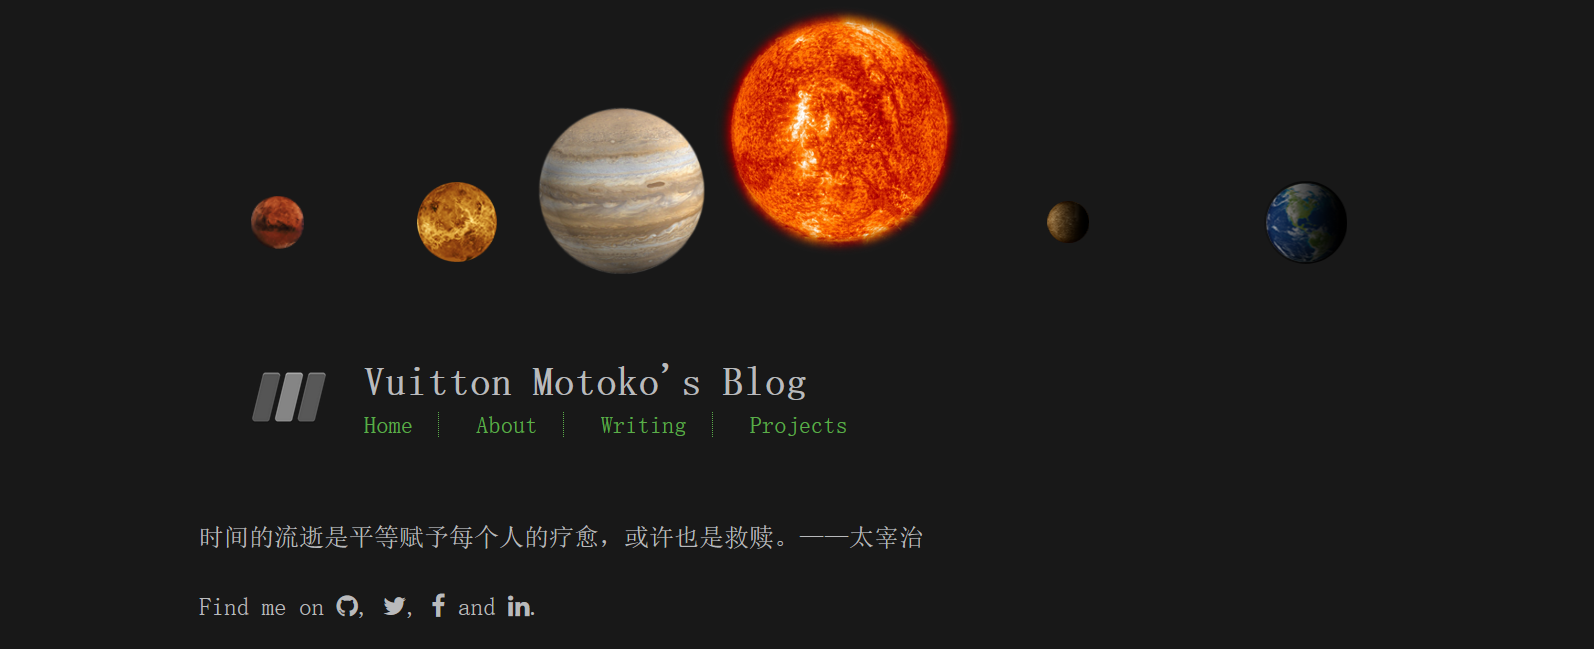 Vuitton Motoko's Blog
Home About Writing Projects
时间的流逝是平等赋予每个人的疗愈，或许也是救赎。——太宰治
Find me on , , and .